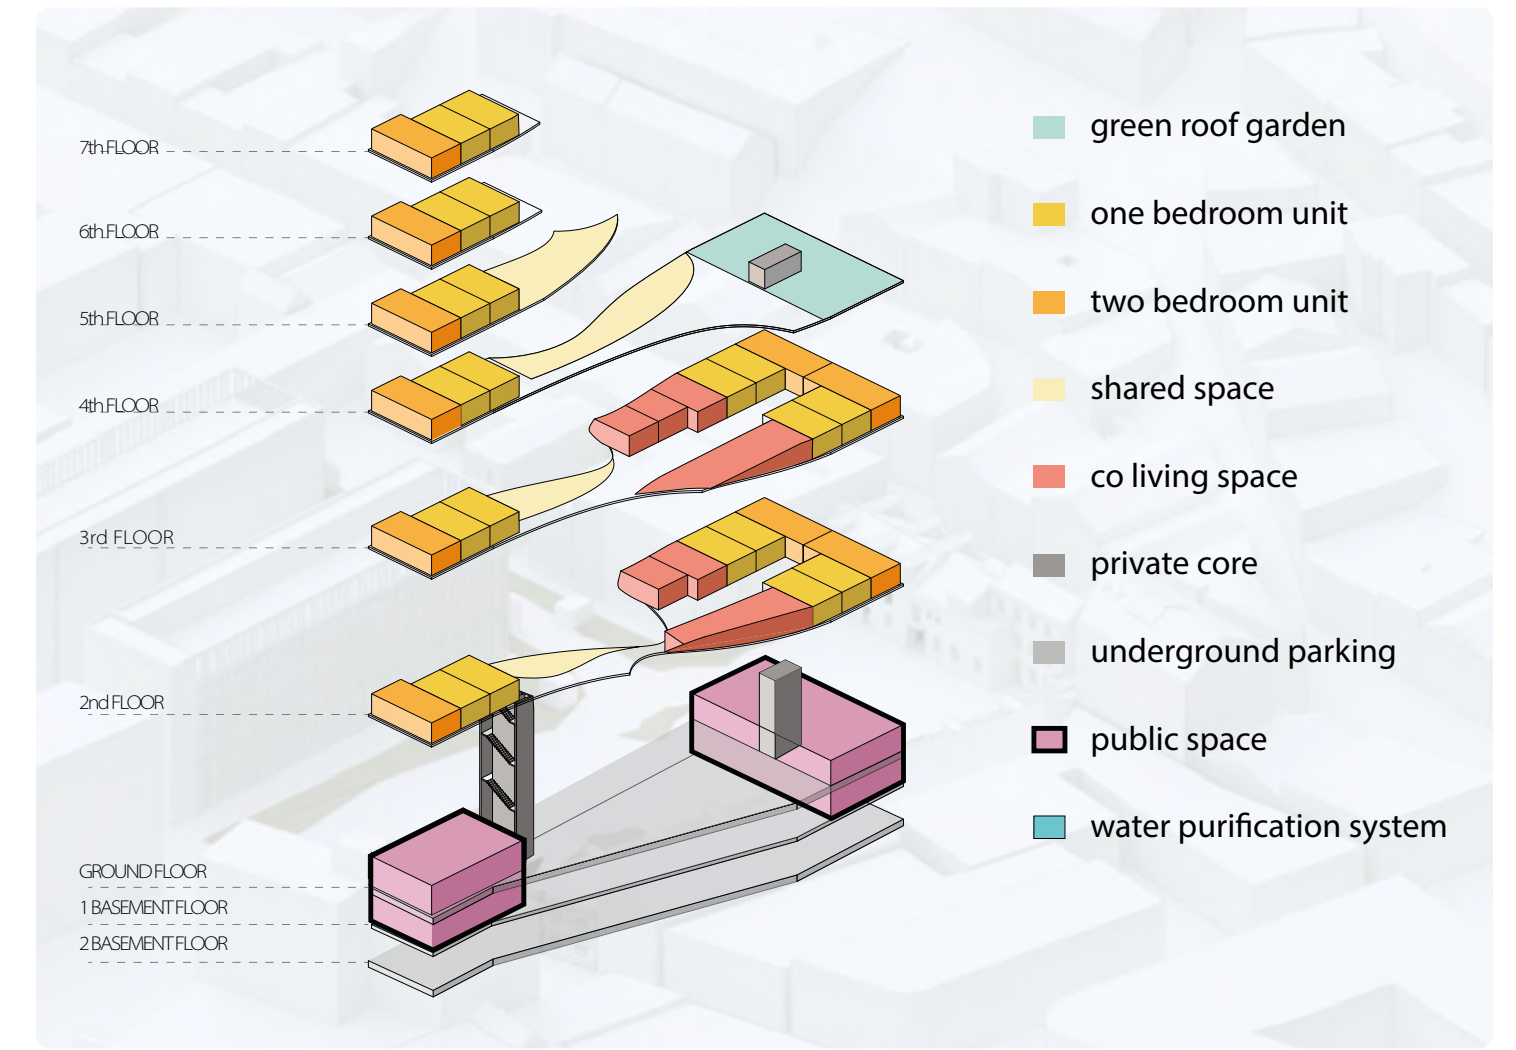 7th FLOOR
6th FLOOR
5th FLOOR
4th FLOOR
3rd FLOOR
2nd FLOOR
GROUND FLOOR
1 BASEMENT FLOOR
2 BASEMENT FLOOR
green roof garden
one bedroom unit
two bedroom unit
shared space
co living space
private core
underground parking
public space
water purification system